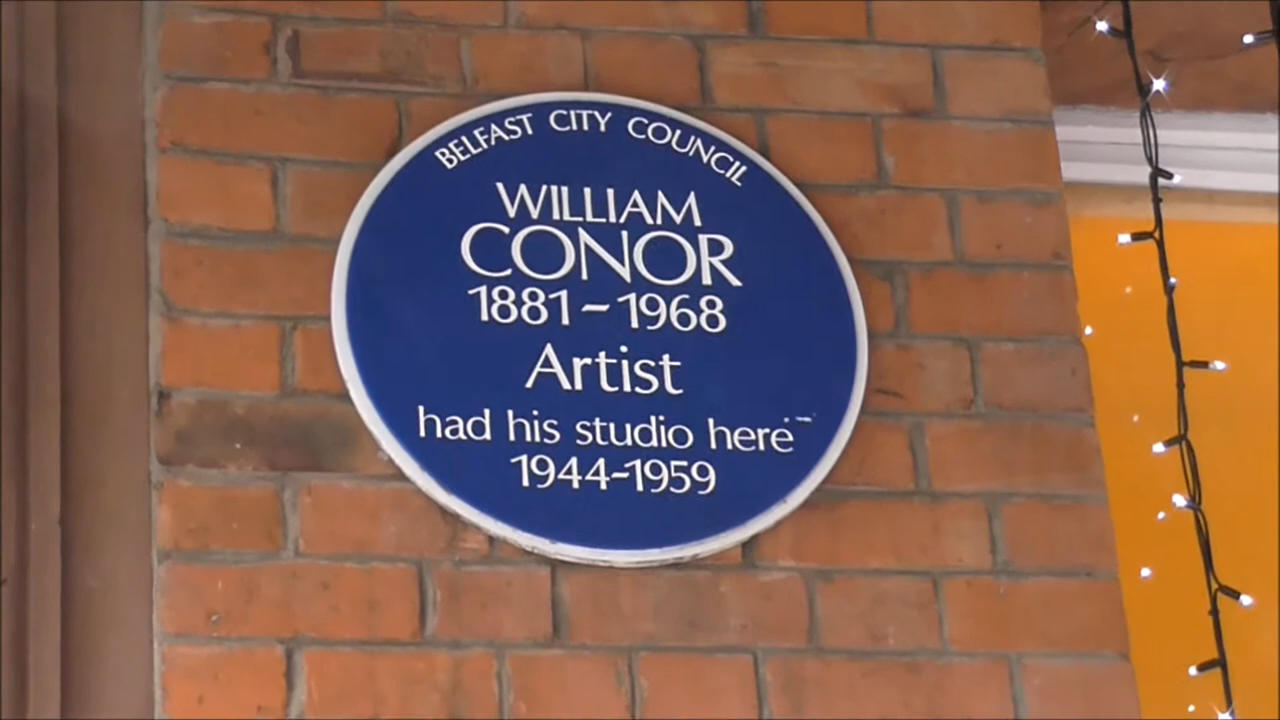 BELFAST CITY COUNCIL
WILLIAM
CONOR
1881-1968
Artist
had his studio here
1944-1959